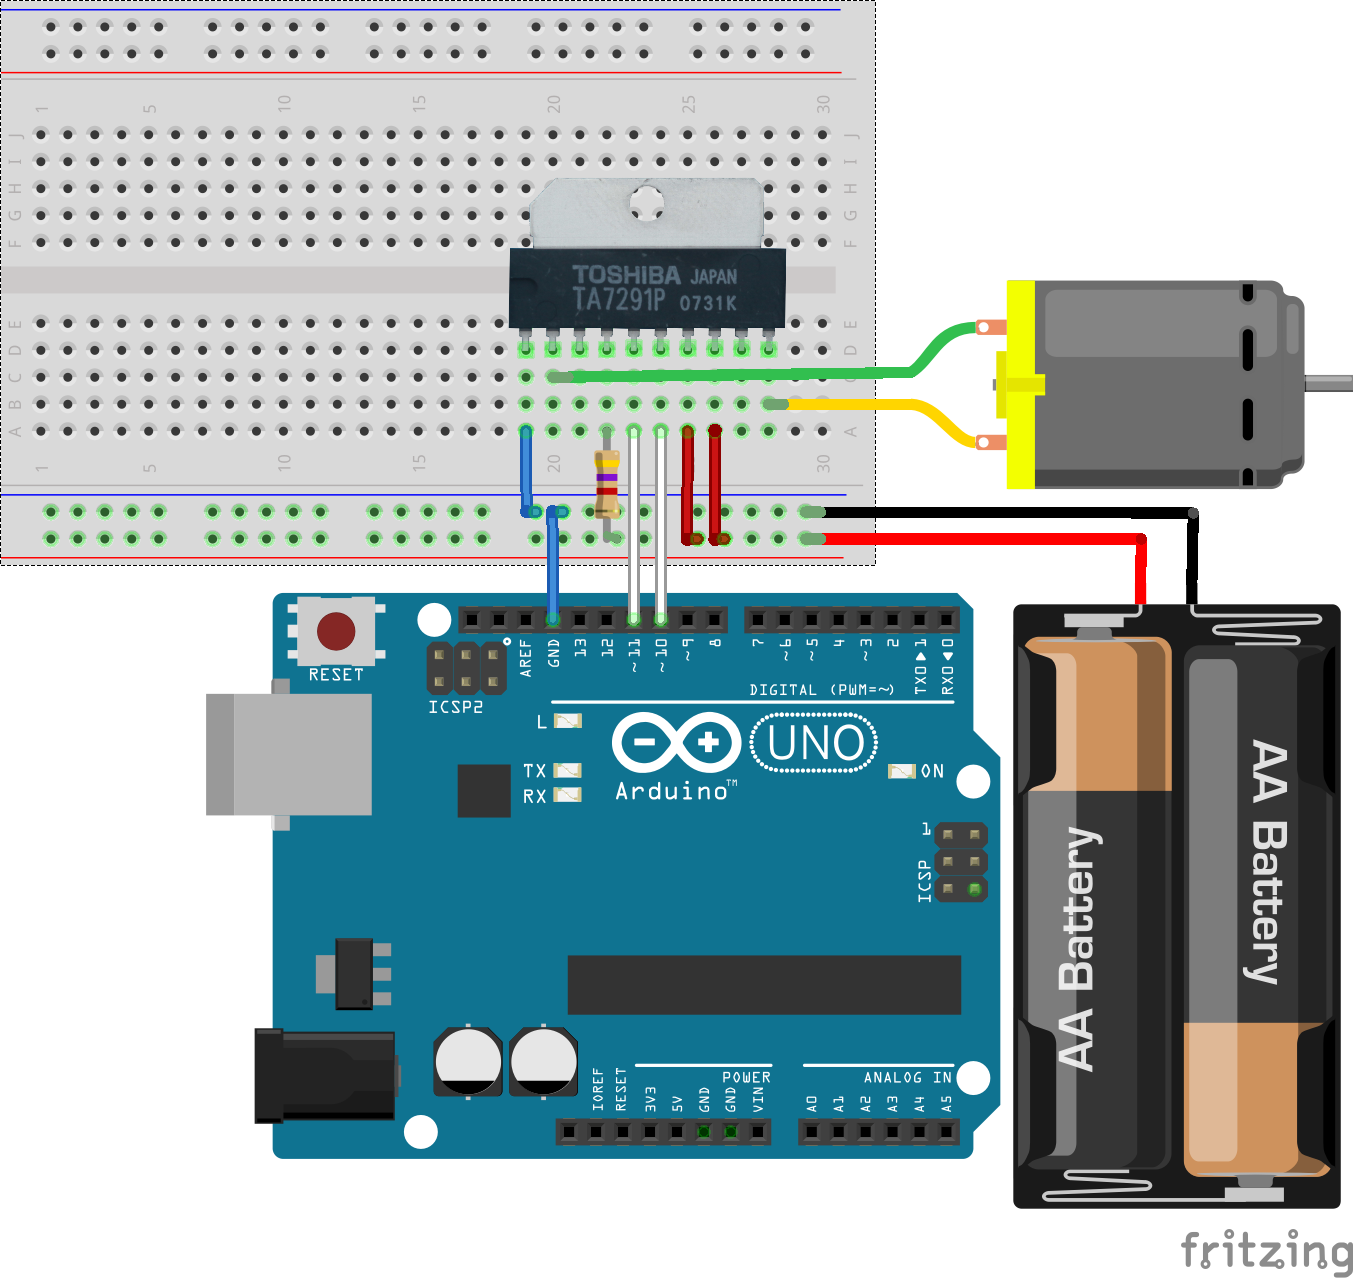 1 5 10 15 20 25 30
J J
I I
H H
G G
F F
TOSHIBA JAPAN
TA7291P 0731K
E E
D D
C C
B B
A A
1 5 10 15 20 25 30
RESET
ICSP2
AREF GND 13 12 ~11 ~10 ~9 8 7 ~6 ~5 4 ~3 2 TX0▶1 RX0◀0
DIGITAL (PWM=~)
L
TX
RX
Arduino™
UNO
ON
1
ICSP
AA Battery
AA Battery
POWER
ANALOG IN
IOREF RESET 3V3 5V GND GND VIN A0 A1 A2 A3 A4 A5
fritzing